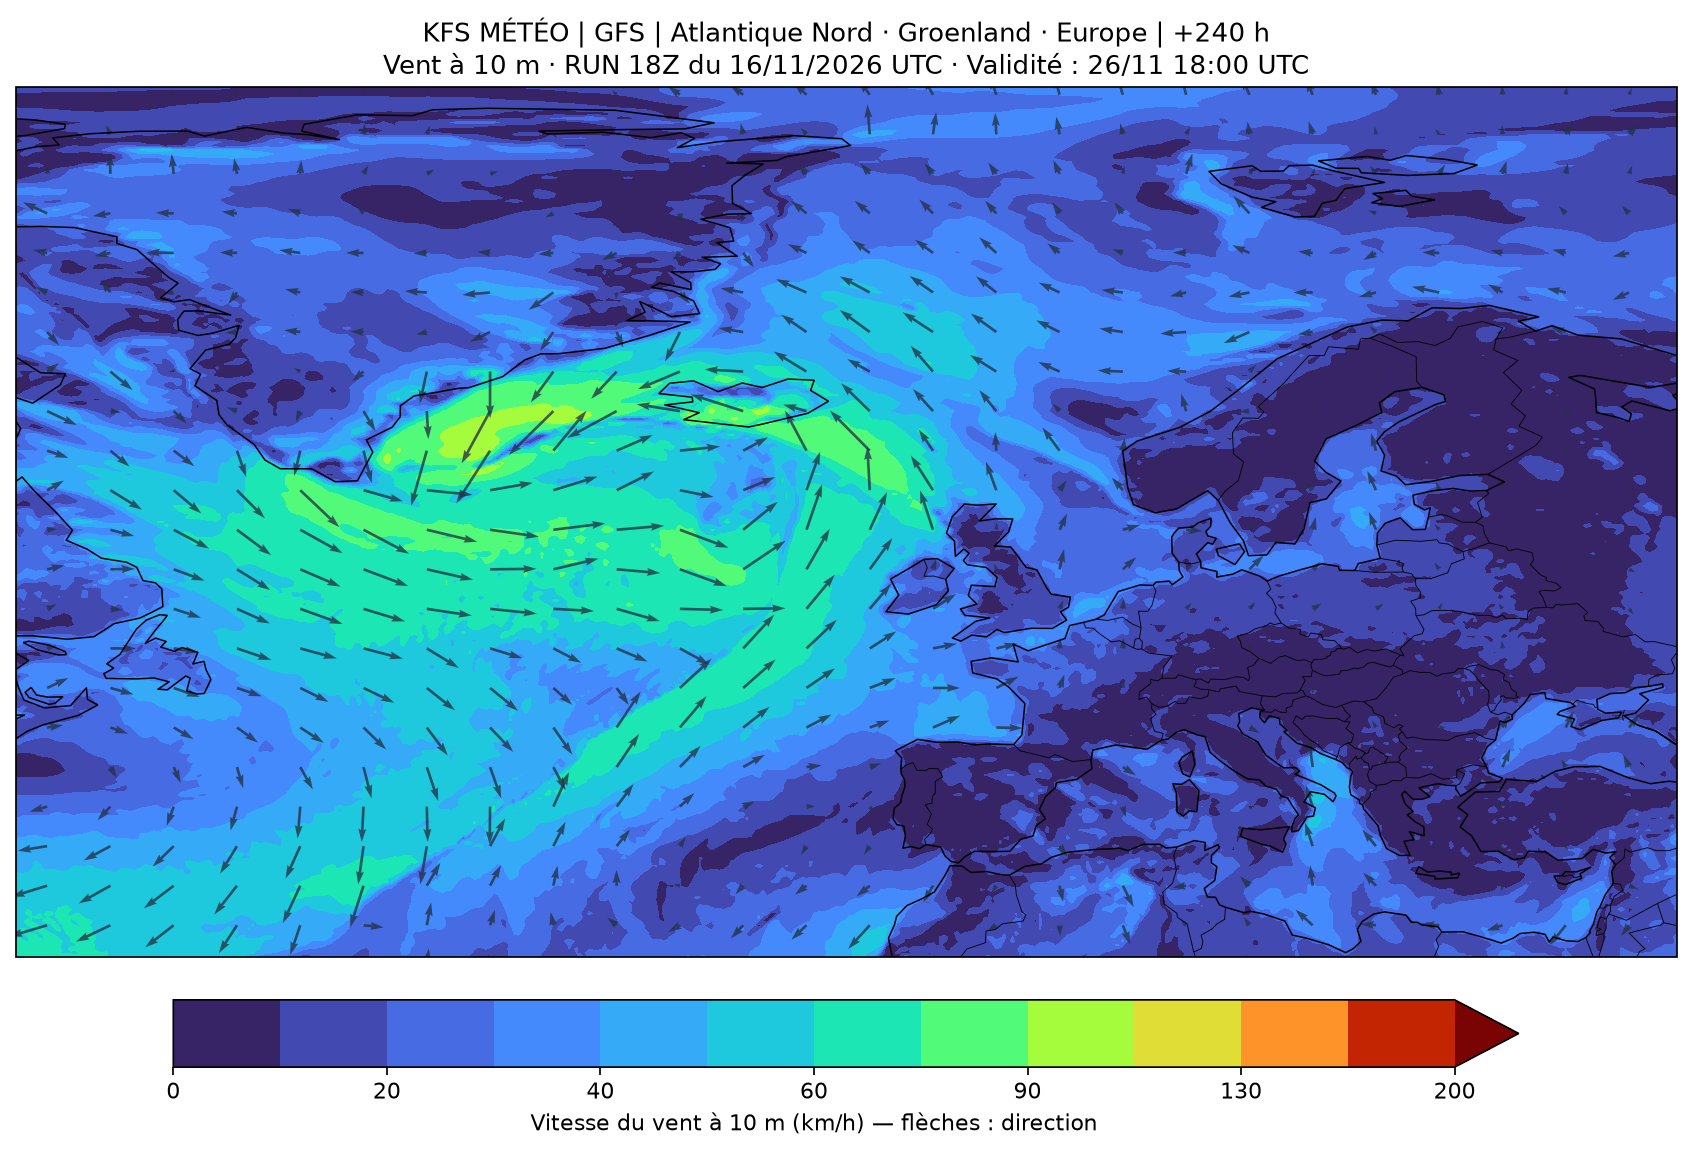 KFS MÉTÉO | GFS | Atlantique Nord · Groenland · Europe | +240 h
Vent à 10 m · RUN 18Z du 16/11/2026 UTC · Validité : 26/11 18:00 UTC
0 20 40 60 90 130 200
Vitesse du vent à 10 m (km/h) — flèches : direction